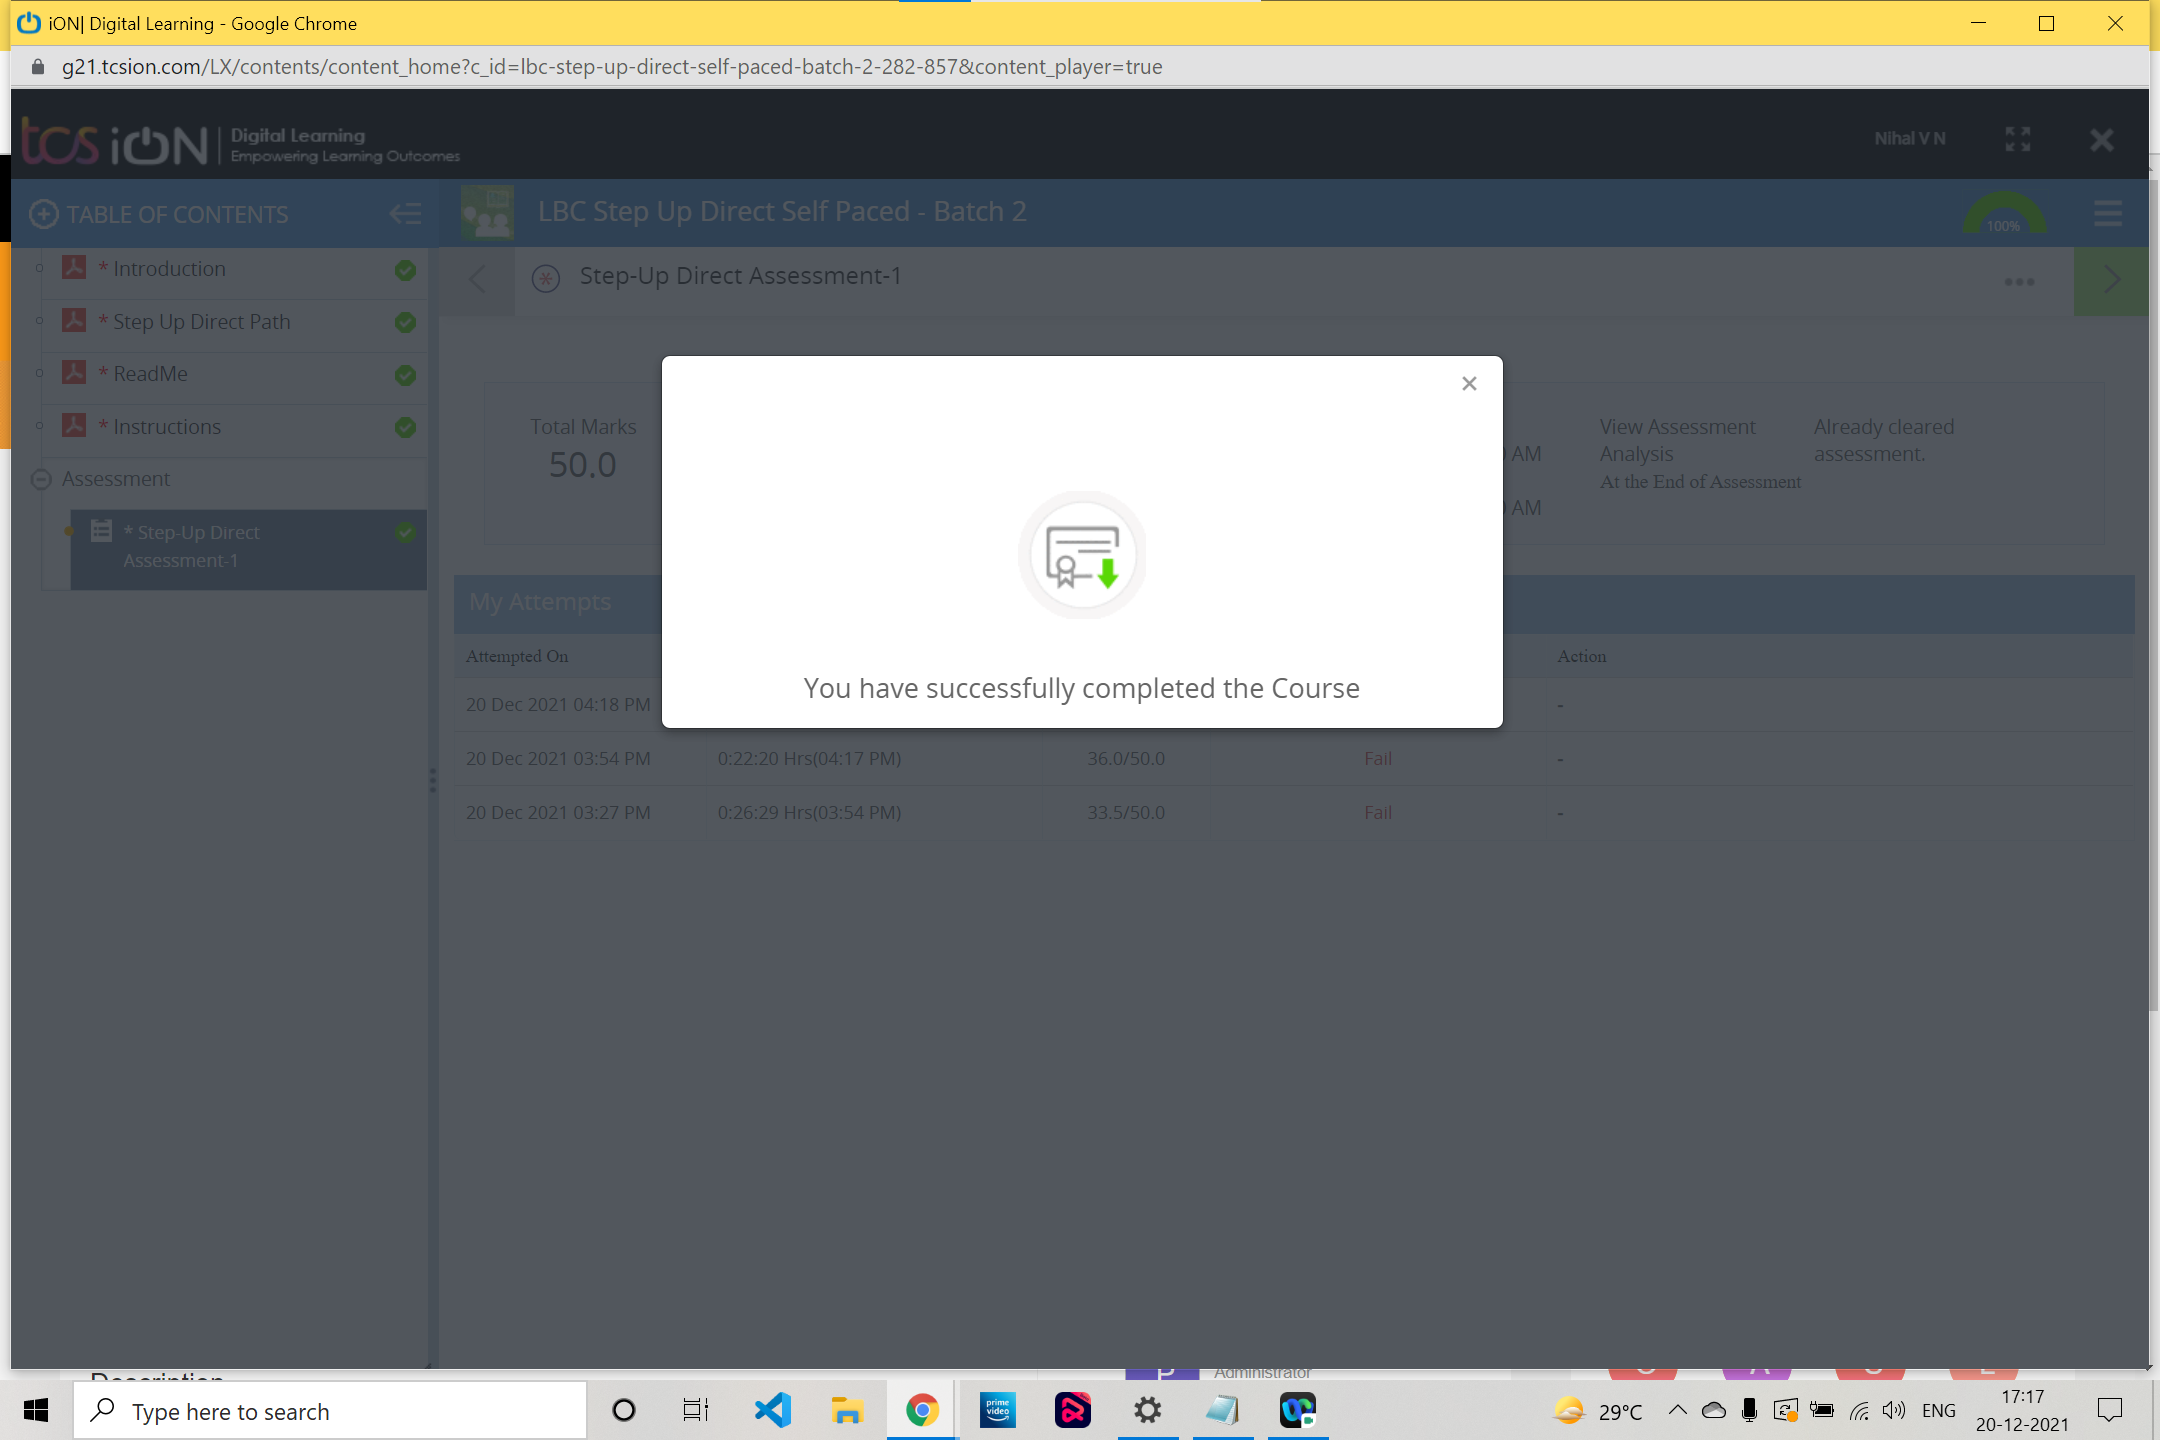 iON| Digital Learning - Google Chrome
g21.tcsion.com/LX/contents/content_home?c_id=lbc-step-up-direct-self-paced-batch-2-282-857&content_player=true
tcs iON | Digital Learning
Empowering Learning Outcomes
Nihal V N
TABLE OF CONTENTS
LBC Step Up Direct Self Paced - Batch 2
100%
* Introduction
* Step Up Direct Path
* ReadMe
* Instructions
Assessment
* Step-Up Direct
Assessment-1
Step-Up Direct Assessment-1
Total Marks
50.0
AM
AM
View Assessment
Analysis
At the End of Assessment
Already cleared
assessment.
You have successfully completed the Course
My Attempts
Attempted On Action
20 Dec 2021 04:18 PM -
20 Dec 2021 03:54 PM 0:22:20 Hrs(04:17 PM) 36.0/50.0 Fail -
20 Dec 2021 03:27 PM 0:26:29 Hrs(03:54 PM) 33.5/50.0 Fail -
Description
Administrator
Type here to search
prime video
29°C
ENG
17:17
20-12-2021